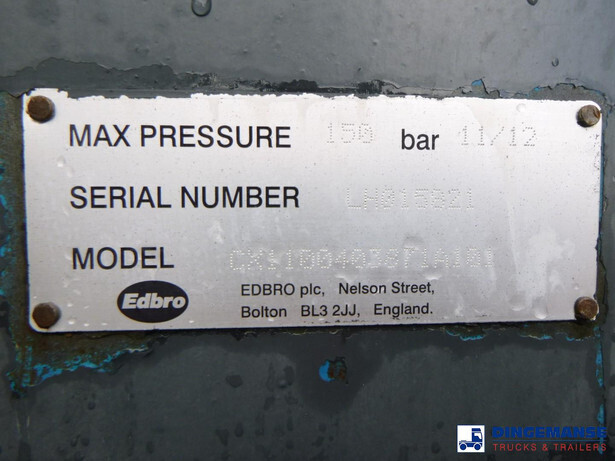 MAX PRESSURE 150 bar 11/12
SERIAL NUMBER LH015821
MODEL
Edbro
EDBRO plc, Nelson Street,
Bolton BL3 2JJ, England.
DINGEMANSE
TRUCKS & TRAILERS